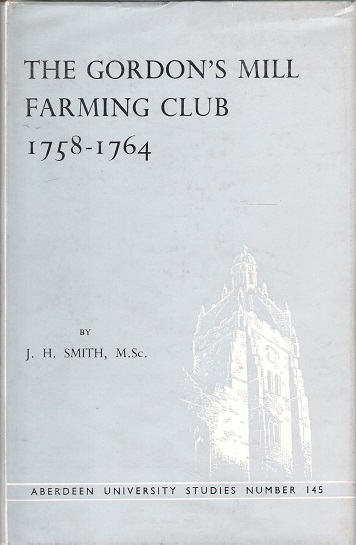 THE GORDON'S MILL
FARMING CLUB
1758-1764
BY
J. H. SMITH, M.Sc.
ABERDEEN UNIVERSITY STUDIES NUMBER 145